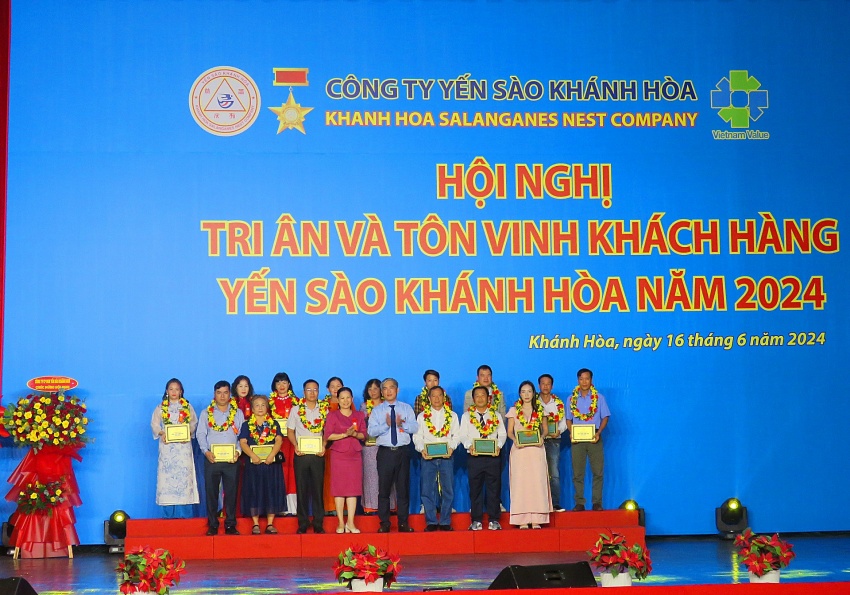 CÔNG TY YẾN SÀO KHÁNH HÒA
KHANH HOA SALANGANES NEST COMPANY
Vietnam Value
HỘI NGHỊ
TRI ÂN VÀ TÔN VINH KHÁCH HÀNG
YẾN SÀO KHÁNH HÒA NĂM 2024
Khánh Hòa, ngày 16 tháng 6 năm 2024